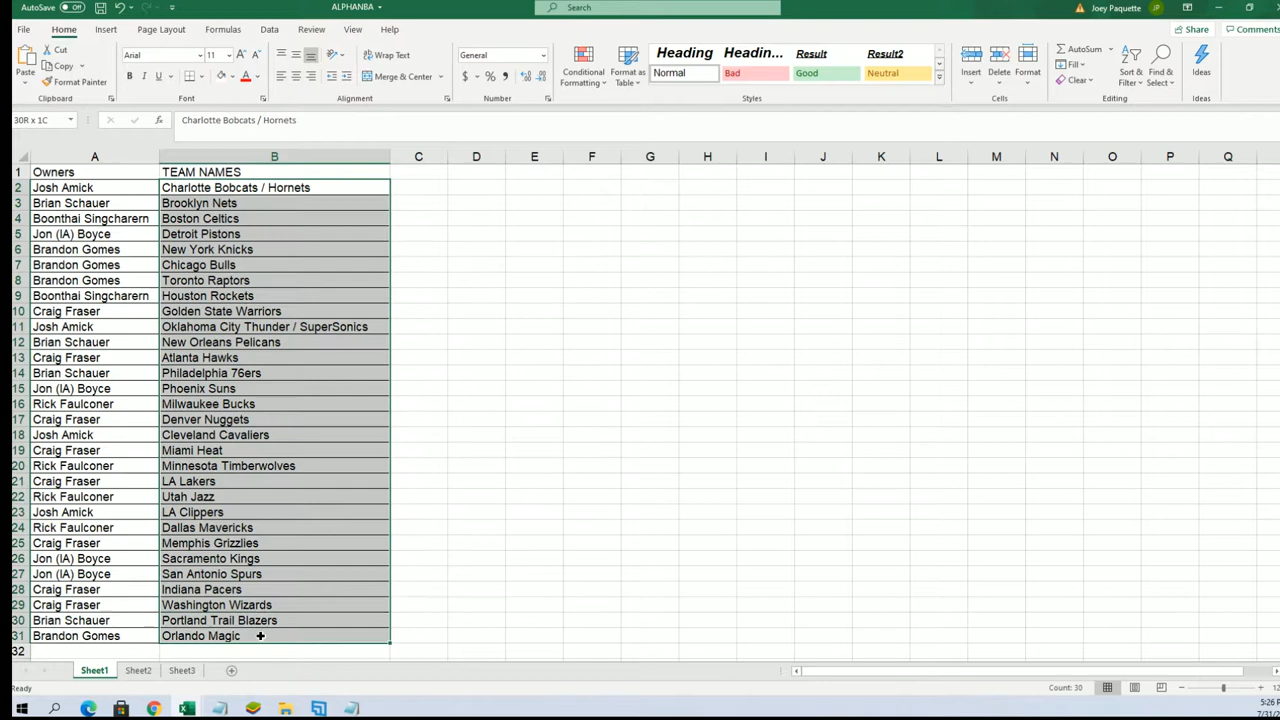 AutoSave Off ALPHANBA Search Joey Paquette JP
File Home Insert Page Layout Formulas Data Review View Help Share Comments
Cut Copy Format Painter Paste Clipboard
Arial 11 B I U A A Font
Wrap Text Merge & Center Alignment
General $ % , Number
Conditional Formatting Format as Table
Heading Headin... Result Result2
Normal Bad Good Neutral Styles
Insert Delete Format Cells
AutoSum Fill Clear Sort & Filter Find & Select Editing
Ideas Ideas
30R x 1C fx Charlotte Bobcats / Hornets
A B C D E F G H I J K L M N O P Q
1 Owners TEAM NAMES
2 Josh Amick Charlotte Bobcats / Hornets
3 Brian Schauer Brooklyn Nets
4 Boonthai Singcharern Boston Celtics
5 Jon (IA) Boyce Detroit Pistons
6 Brandon Gomes New York Knicks
7 Brandon Gomes Chicago Bulls
8 Brandon Gomes Toronto Raptors
9 Boonthai Singcharern Houston Rockets
10 Craig Fraser Golden State Warriors
11 Josh Amick Oklahoma City Thunder / SuperSonics
12 Brian Schauer New Orleans Pelicans
13 Craig Fraser Atlanta Hawks
14 Brian Schauer Philadelphia 76ers
15 Jon (IA) Boyce Phoenix Suns
16 Rick Faulconer Milwaukee Bucks
17 Craig Fraser Denver Nuggets
18 Josh Amick Cleveland Cavaliers
19 Craig Fraser Miami Heat
20 Rick Faulconer Minnesota Timberwolves
21 Craig Fraser LA Lakers
22 Rick Faulconer Utah Jazz
23 Josh Amick LA Clippers
24 Rick Faulconer Dallas Mavericks
25 Craig Fraser Memphis Grizzlies
26 Jon (IA) Boyce Sacramento Kings
27 Jon (IA) Boyce San Antonio Spurs
28 Craig Fraser Indiana Pacers
29 Craig Fraser Washington Wizards
30 Brian Schauer Portland Trail Blazers
31 Brandon Gomes Orlando Magic
32
Sheet1 Sheet2 Sheet3
Ready Count: 30 12
5:26
7/31/